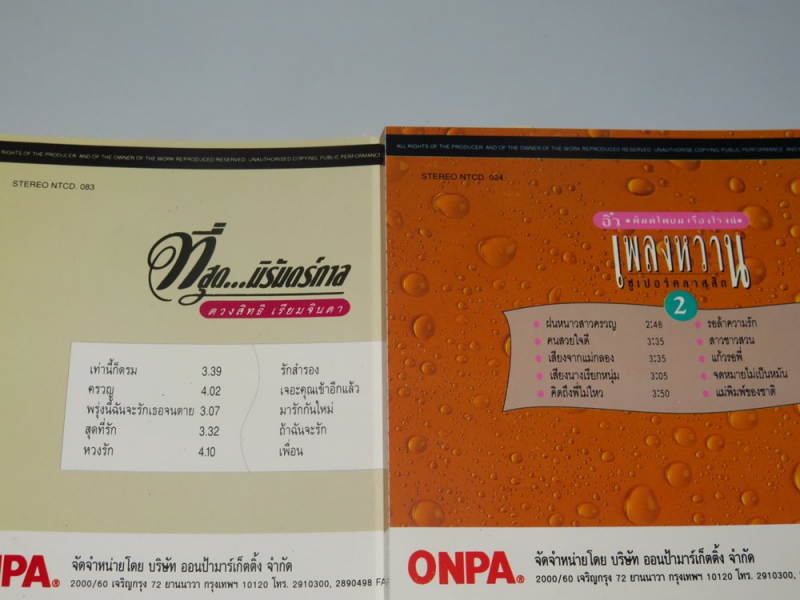 RIGHTS OF THE PRODUCER AND OF THE OWNER OF THE WORK REPRODUCED RESERVED. UNAUTHORISED COPYING, PUBLIC PERFORMANCE
STEREO NTCD. 083
ที่สุด...นิรันดร์กาล
ดวงสิทธิ เรียมจินดา
เท่านี้ก็ตรม 3.39 รักสำรอง
ครวญ 4.02 เจอะคุณเข้าอีกแล้ว
พรุ่งนี้ฉันจะรักเธอจนตาย 3.07 มารักกันใหม่
สุดที่รัก 3.32 ถ้าฉันจะรัก
หวงรัก 4.10 เพื่อน
NPA®
จัดจำหน่ายโดย บริษัท ออนป้ามาร์เก็ตติ้ง จำกัด
2000/60 เจริญกรุง 72 ยานนาวา กรุงเทพฯ 10120 โทร. 2910300, 2890498 FA
ALL RIGHTS OF THE PRODUCER AND OF THE OWNER OF THE WORK REPRODUCED RESERVED. UNAUTHORISED COPYING, PUBLIC PERFORMANCE AND
STEREO NTCD. 024
เพลงหวาน
ซูเปอร์คลาสสิก
2
ฝนหนาวสาวครวญ 2:48 รอล้าความรัก
คนสวยใจดี 3:35 สาวชาวสวน
เสียงจากแม่กลอง 3:35 แก้วรอพี่
เสียงนางเรียกหนุ่ม 3:05 จดหมายไม่เป็นหมัน
คิดถึงพี่ไม่ไหว 3:50 แม่พิมพ์ของชาติ
ONPA®
จัดจำหน่ายโดย บริษัท ออนป้ามาร์เก็ตติ้ง จำกัด
2000/60 เจริญกรุง 72 ยานนาวา กรุงเทพฯ 10120 โทร. 2910300,